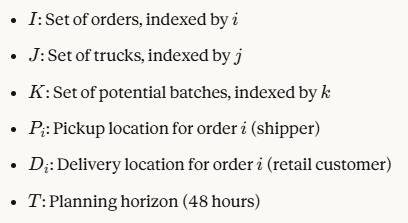 • I: Set of orders, indexed by i
• J: Set of trucks, indexed by j
• K: Set of potential batches, indexed by k
• P_i: Pickup location for order i (shipper)
• D_i: Delivery location for order i (retail customer)
• T: Planning horizon (48 hours)